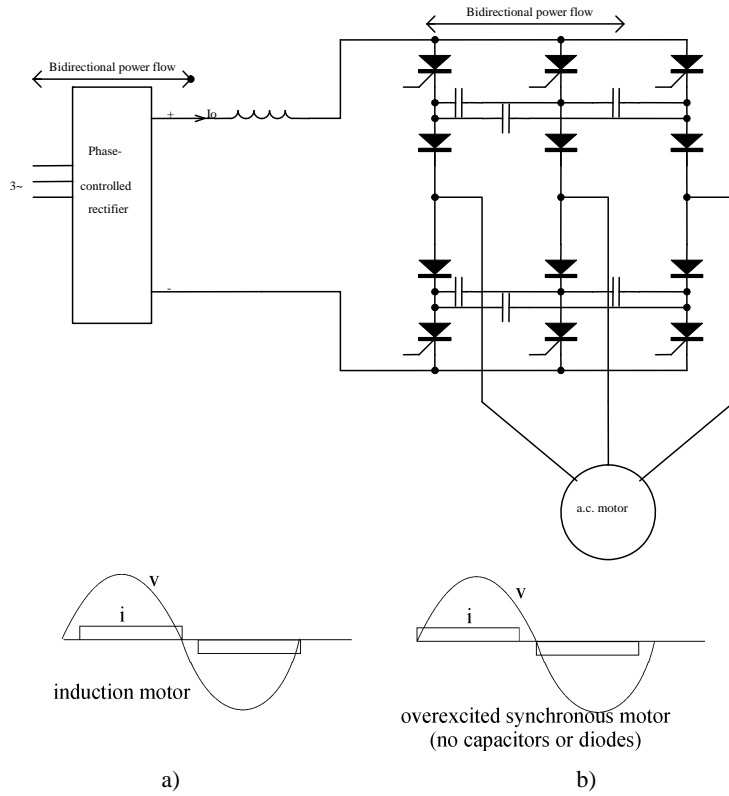 Bidirectional power flow
Bidirectional power flow
+ Io
Phase-
controlled
rectifier
3~
-
a.c. motor
v
i
induction motor
v
i
overexcited synchronous motor
(no capacitors or diodes)
a)
b)